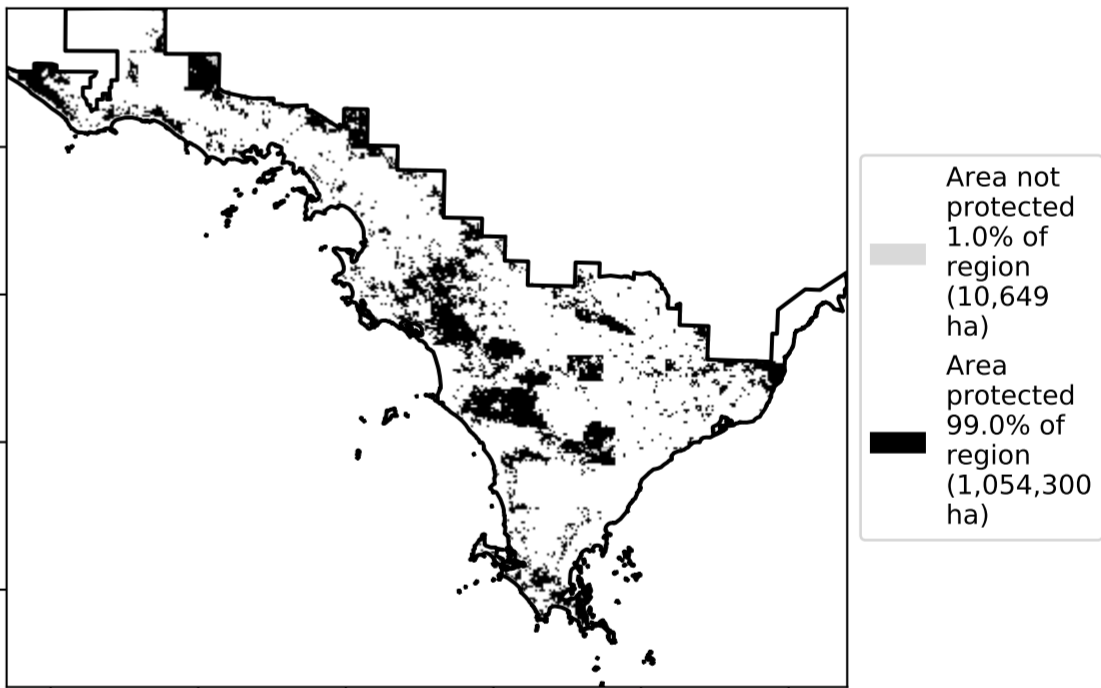 Area not
protected
1.0% of
region
(10,649
ha)
Area
protected
99.0% of
region
(1,054,300
ha)